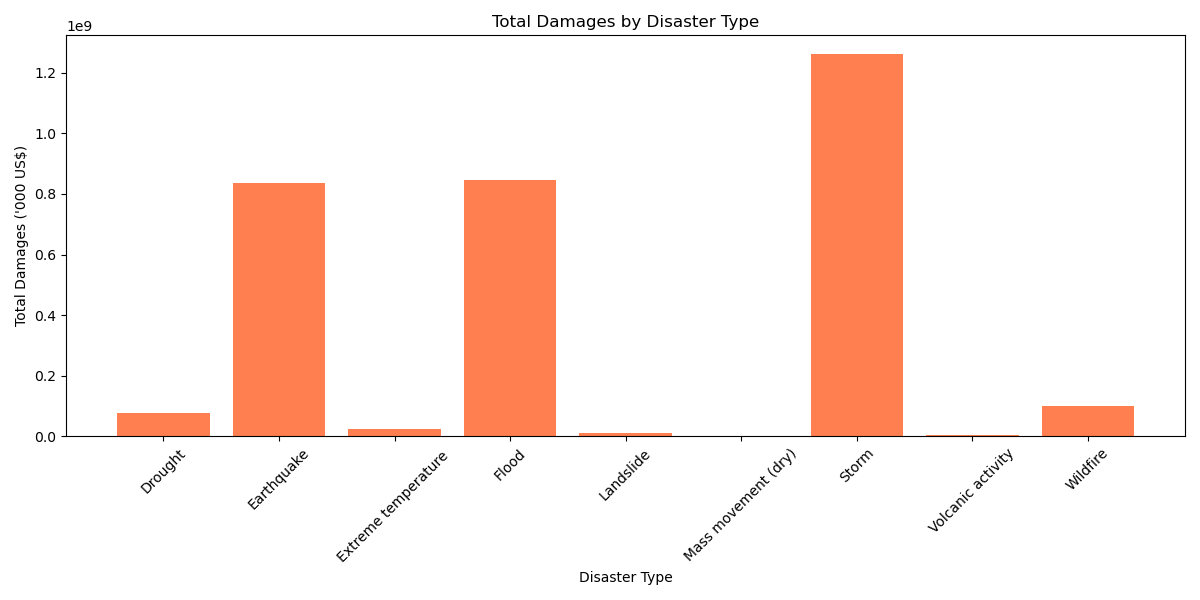 Total Damages by Disaster Type
1e9
Total Damages ('000 US$)
1.2
1.0
0.8
0.6
0.4
0.2
0.0
Drought
Earthquake
Extreme temperature
Flood
Landslide
Mass movement (dry)
Storm
Volcanic activity
Wildfire
Disaster Type